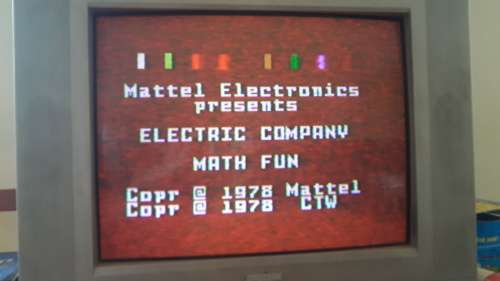 Mattel Electronics
presents
ELECTRIC COMPANY
MATH FUN
Copr @ 1978 Mattel
Copr @ 1978 CTW